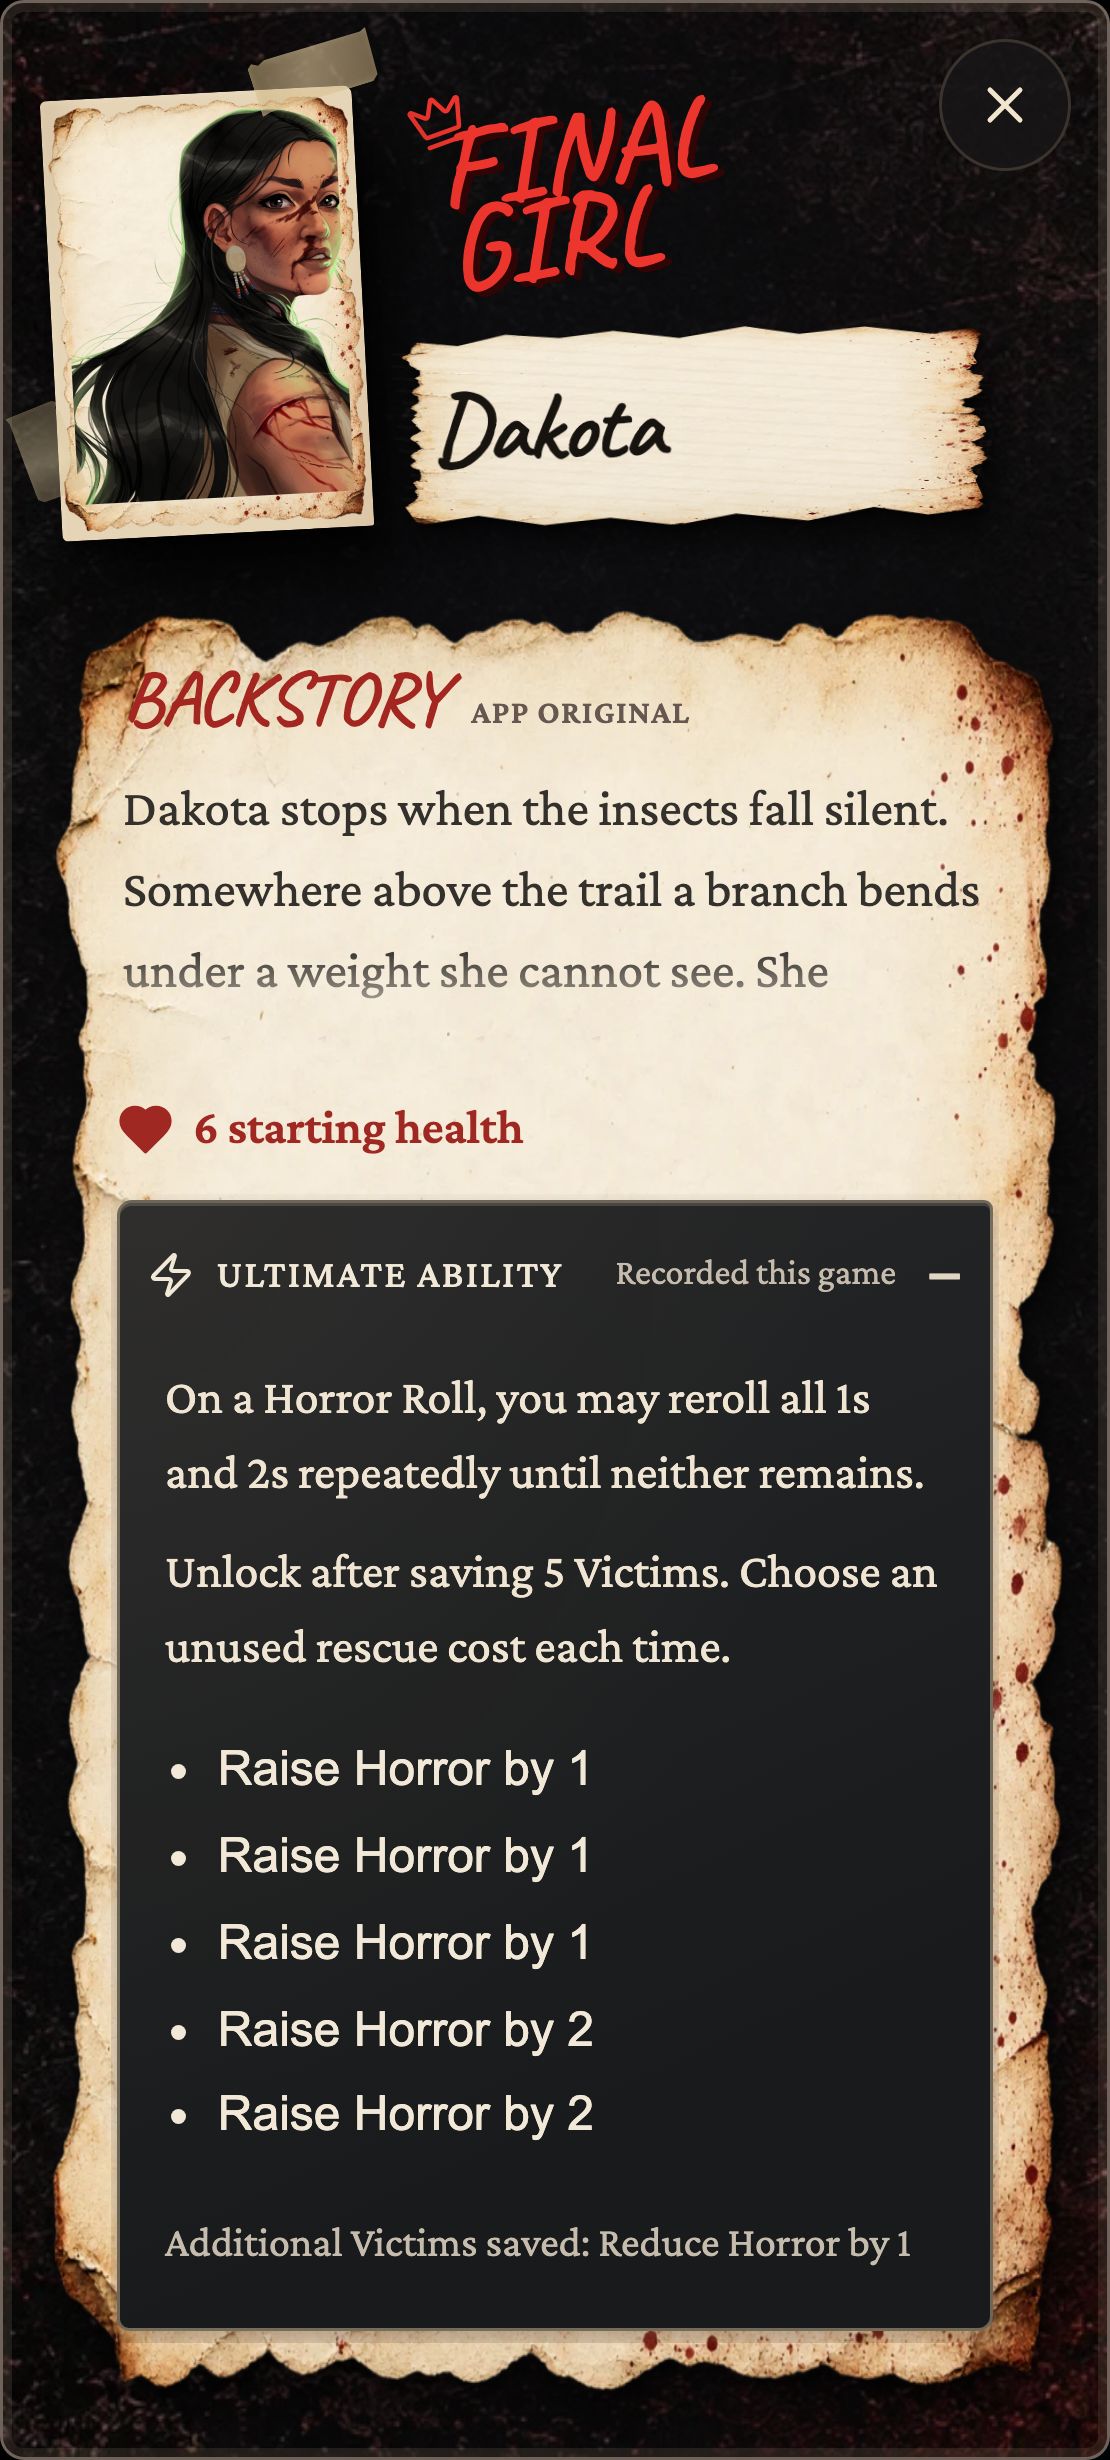 FINAL
GIRL
Dakota
BACKSTORY APP ORIGINAL
Dakota stops when the insects fall silent.
Somewhere above the trail a branch bends
under a weight she cannot see. She
6 starting health
ULTIMATE ABILITY Recorded this game
On a Horror Roll, you may reroll all 1s
and 2s repeatedly until neither remains.
Unlock after saving 5 Victims. Choose an
unused rescue cost each time.
• Raise Horror by 1
• Raise Horror by 1
• Raise Horror by 1
• Raise Horror by 2
• Raise Horror by 2
Additional Victims saved: Reduce Horror by 1